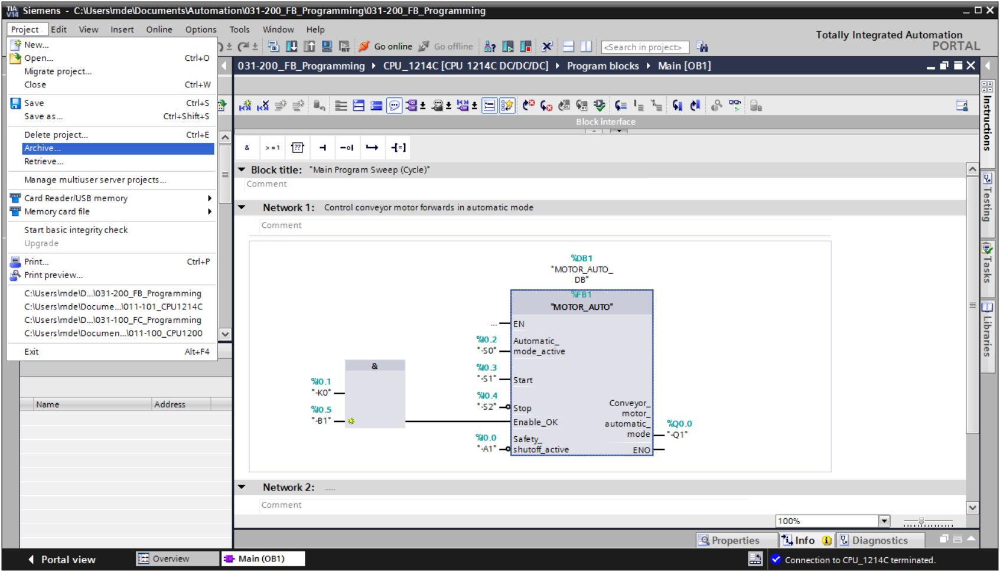 TIA
V14
Siemens - C:\Users\mde\Documents\Automation\031-200_FB_Programming\031-200_FB_Programming
Project Edit View Insert Online Options Tools Window Help
Totally Integrated Automation
PORTAL
New...
Open... Ctrl+O
Migrate project...
Close Ctrl+W
Save Ctrl+S
Save as... Ctrl+Shift+S
Delete project... Ctrl+E
Archive...
Retrieve...
Manage multiuser server projects...
Card Reader/USB memory
Memory card file
Start basic integrity check
Upgrade
Print... Ctrl+P
Print preview...
C:\Users\mde\D...\031-200_FB_Programming
C:\Users\mde\Docume...\011-101_CPU1214C
C:\Users\mde\D...\031-100_FC_Programming
C:\Users\mde\Documen...\011-100_CPU1200
Exit Alt+F4
Go online Go offline <Search in project>
031-200_FB_Programming CPU_1214C [CPU 1214C DC/DC/DC] Program blocks Main [OB1]
Block interface
& >=1 ?? -[=]
Block title: "Main Program Sweep (Cycle)"
Comment
Network 1: Control conveyor motor forwards in automatic mode
Comment
%DB1
"MOTOR_AUTO_
DB"
%FB1
"MOTOR_AUTO"
... EN
%I0.2
"-S0"
Automatic_
mode_active
%I0.3
"-S1"
Start
%I0.4
"-S2"
Stop
&
%I0.1
"-K0"
%I0.5
"-B1"
Enable_OK
%I0.0
"-A1"
Safety_
shutoff_active
Conveyor_
motor_
automatic_
mode
%Q0.0
"-Q1"
ENO
Network 2: .....
Comment
100%
Name Address
Instructions
Testing
Tasks
Libraries
Properties Info Diagnostics
Portal view Overview Main (OB1) Connection to CPU_1214C terminated.